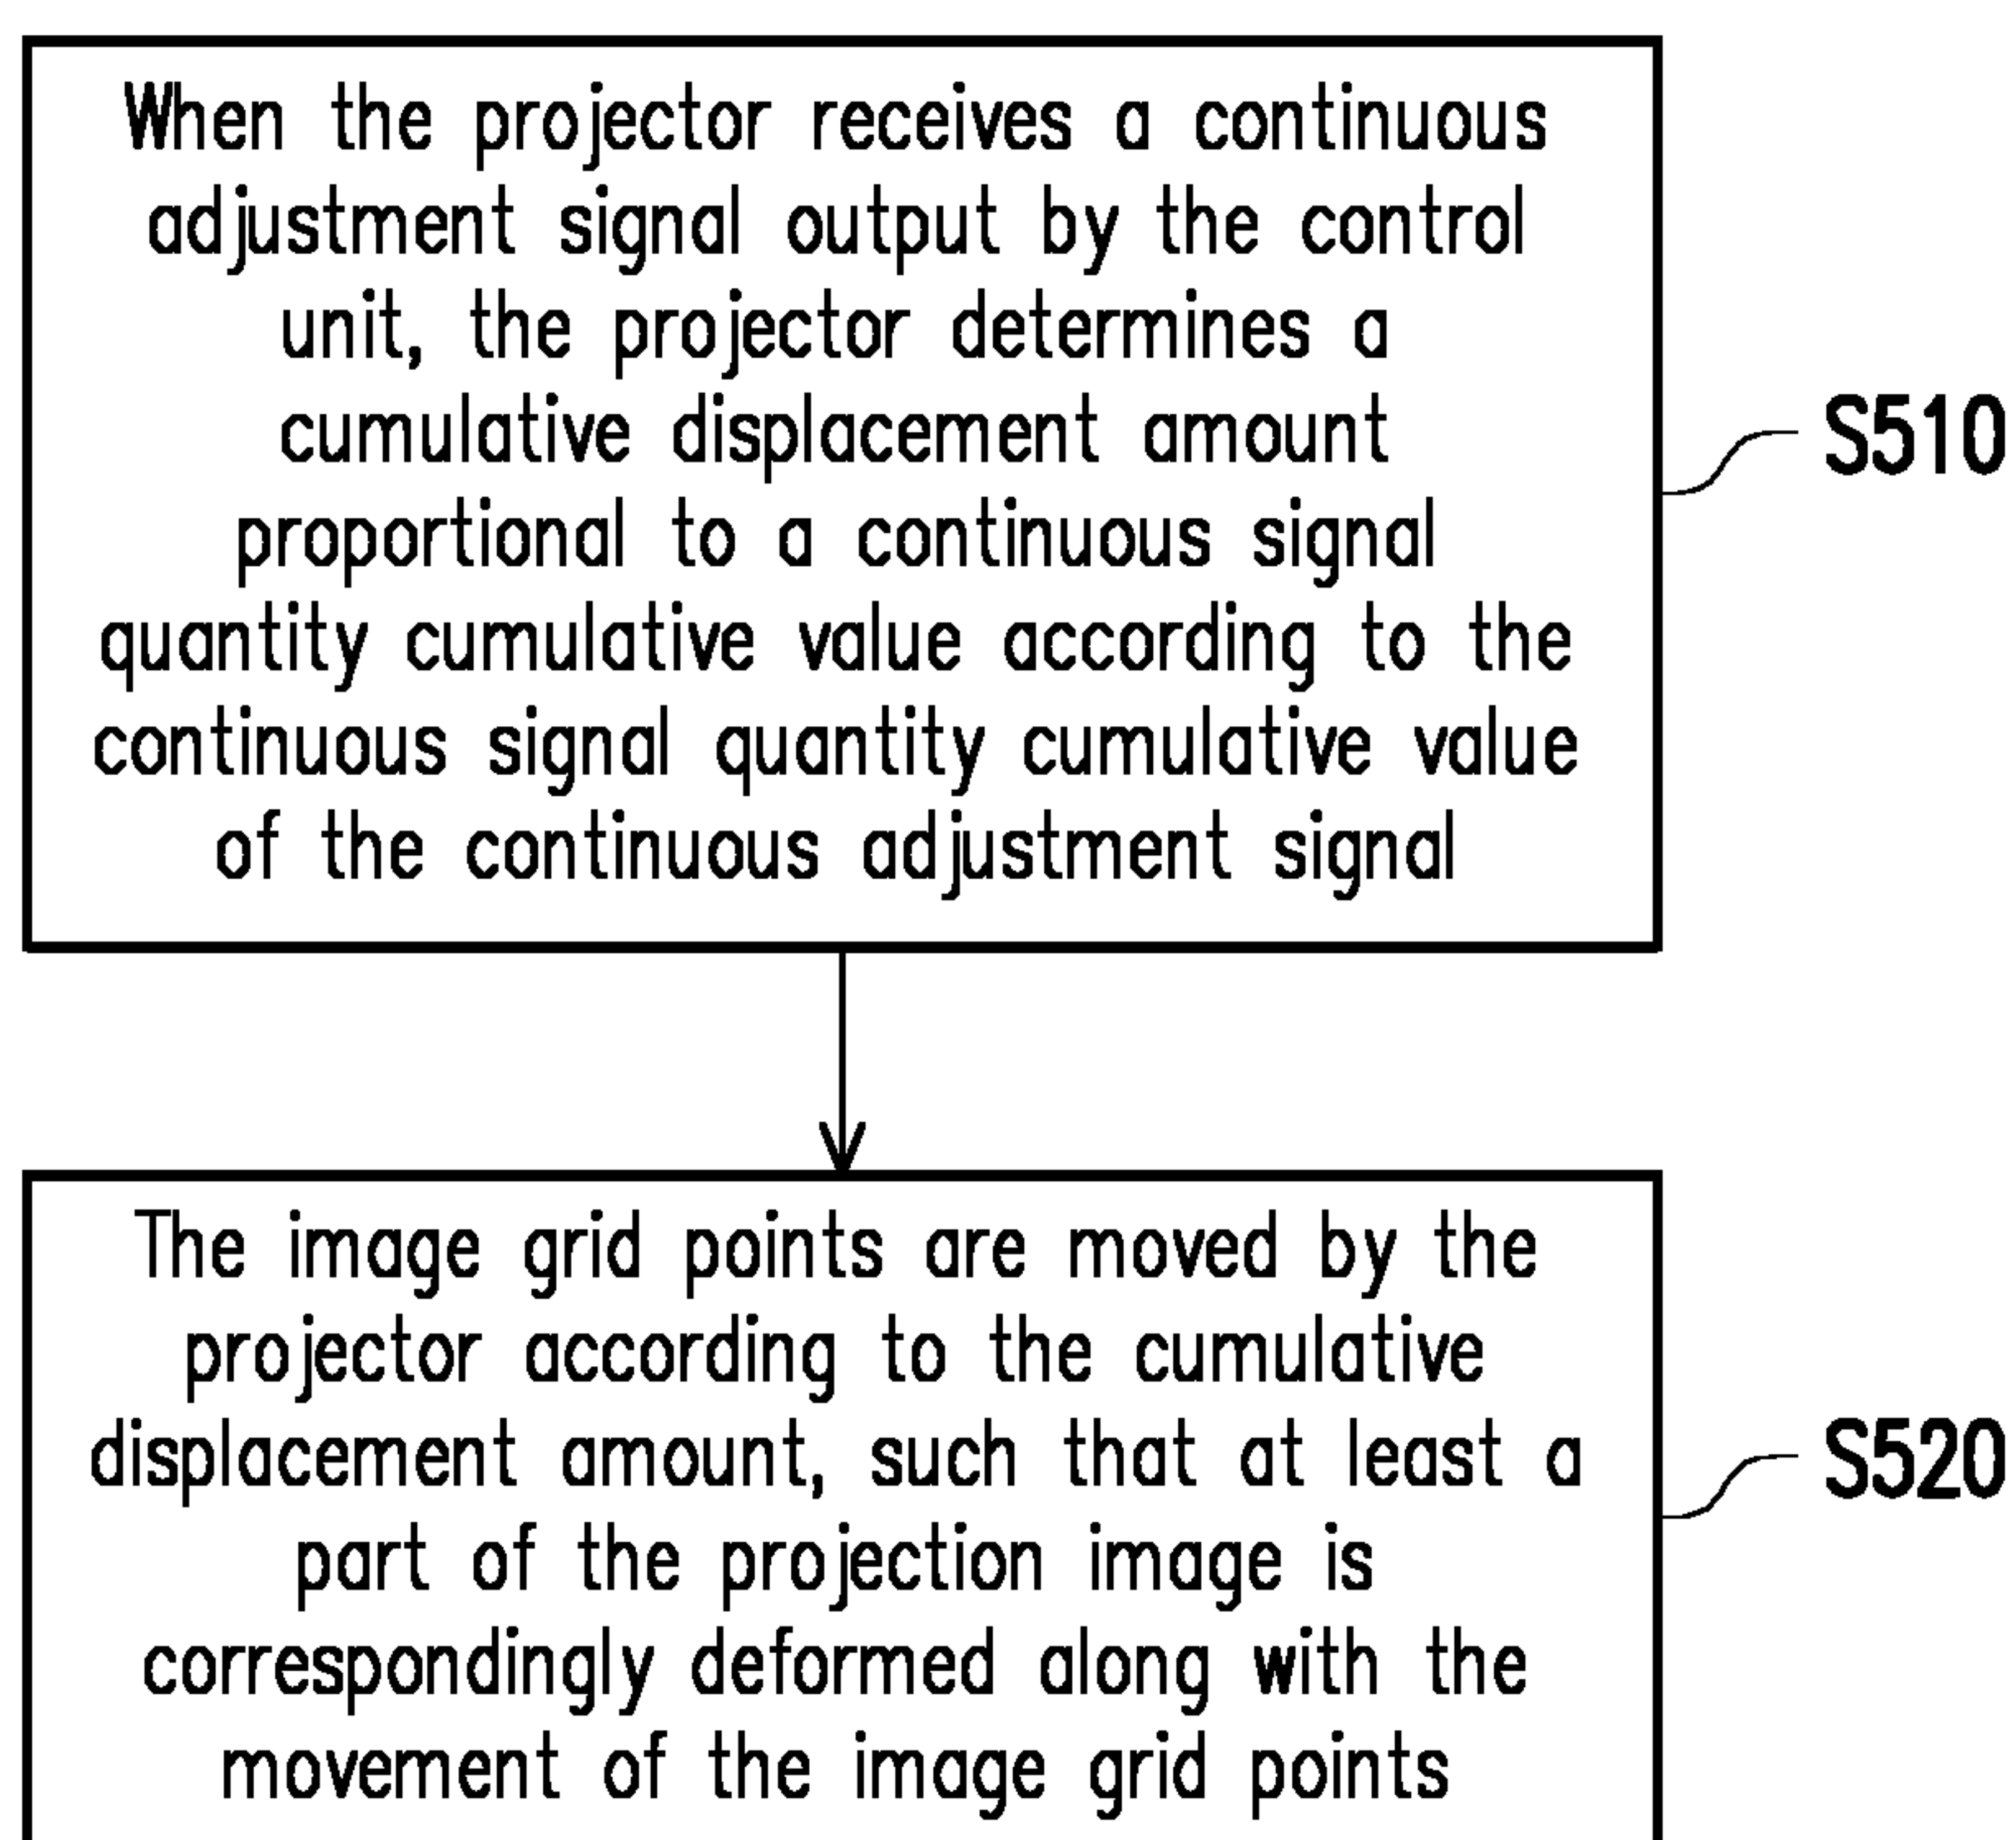 When the projector receives a continuous
adjustment signal output by the control
unit, the projector determines a
cumulative displacement amount
proportional to a continuous signal
quantity cumulative value according to the
continuous signal quantity cumulative value
of the continuous adjustment signal
S510
The image grid points are moved by the
projector according to the cumulative
displacement amount, such that at least a
part of the projection image is
correspondingly deformed along with the
movement of the image grid points
S520